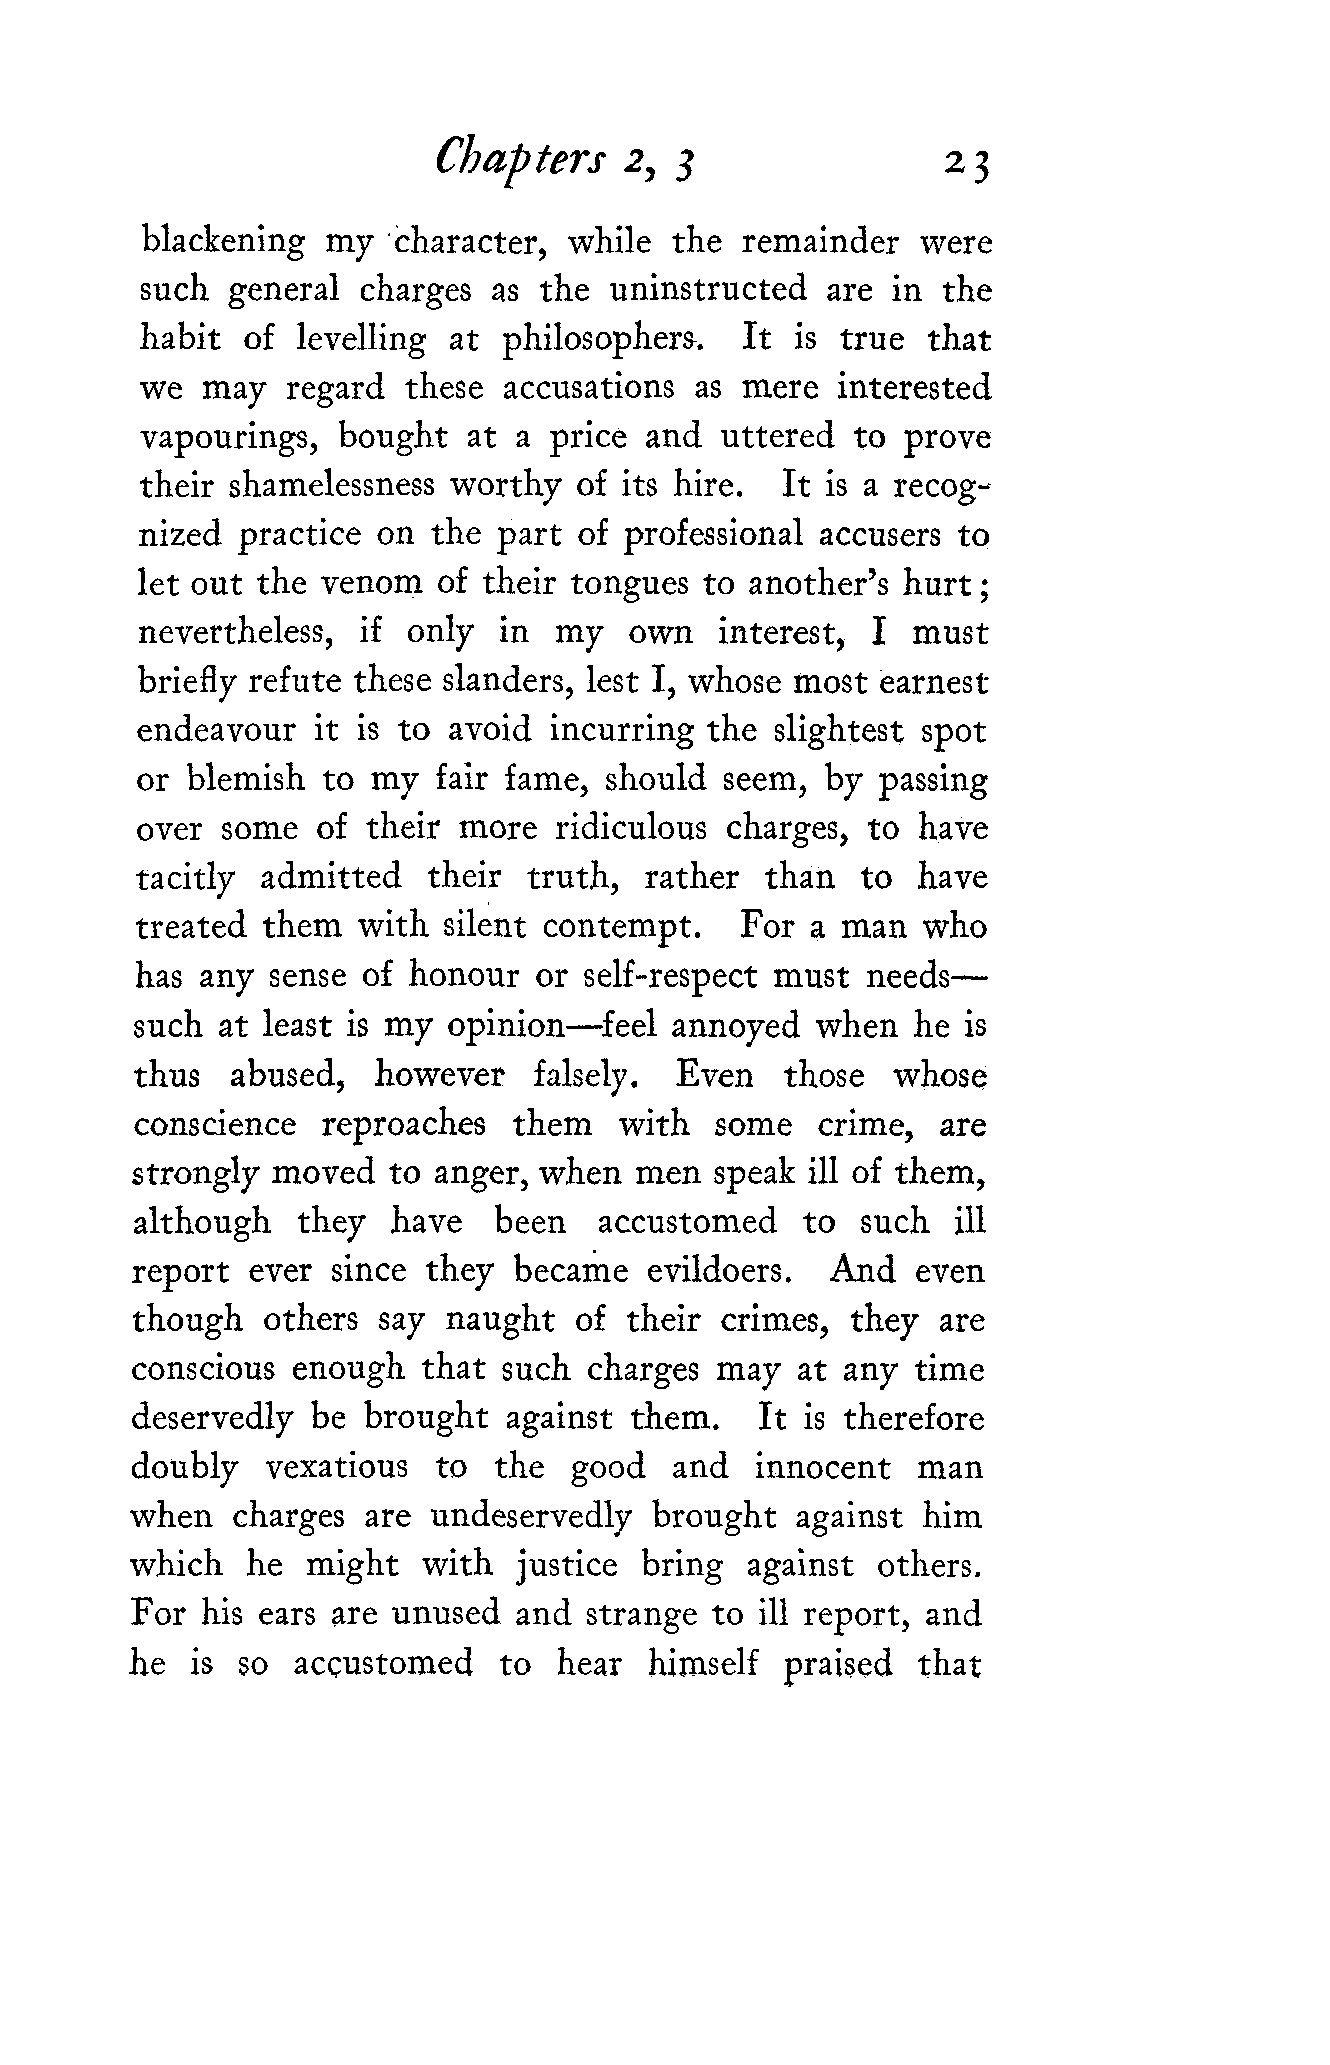 Chapters 2, 3 23
blackening my character, while the remainder were
such general charges as the uninstructed are in the
habit of levelling at philosophers. It is true that
we may regard these accusations as mere interested
vapourings, bought at a price and uttered to prove
their shamelessness worthy of its hire. It is a recog-
nized practice on the part of professional accusers to
let out the venom of their tongues to another's hurt;
nevertheless, if only in my own interest, I must
briefly refute these slanders, lest I, whose most earnest
endeavour it is to avoid incurring the slightest spot
or blemish to my fair fame, should seem, by passing
over some of their more ridiculous charges, to have
tacitly admitted their truth, rather than to have
treated them with silent contempt. For a man who
has any sense of honour or self-respect must needs—
such at least is my opinion—feel annoyed when he is
thus abused, however falsely. Even those whose
conscience reproaches them with some crime, are
strongly moved to anger, when men speak ill of them,
although they have been accustomed to such ill
report ever since they became evildoers. And even
though others say naught of their crimes, they are
conscious enough that such charges may at any time
deservedly be brought against them. It is therefore
doubly vexatious to the good and innocent man
when charges are undeservedly brought against him
which he might with justice bring against others.
For his ears are unused and strange to ill report, and
he is so accustomed to hear himself praised that